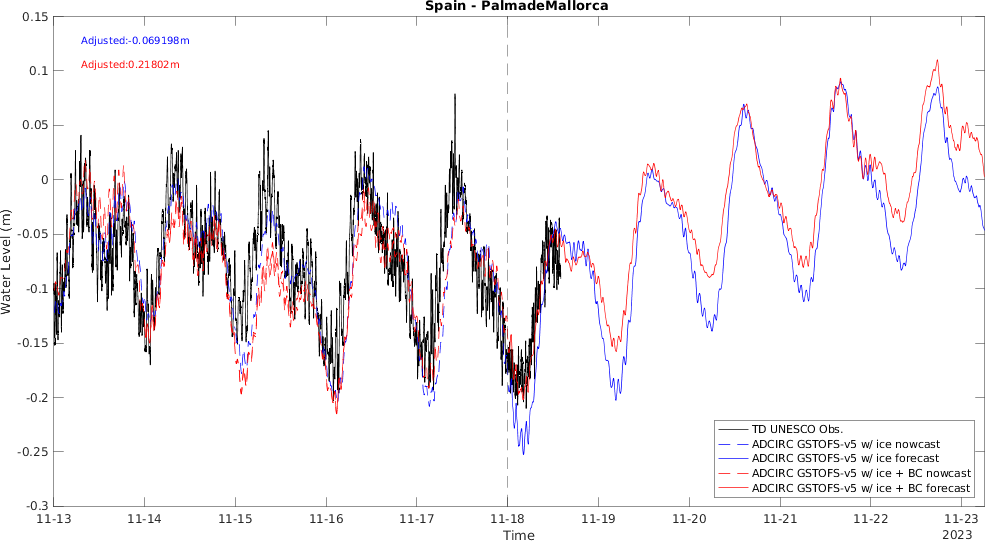 Spain - PalmadeMallorca
0.15
Adjusted:-0.069198m
Adjusted:0.21802m
0.1
0.05
0
-0.05
-0.1
-0.15
-0.2
-0.25
-0.3
Water Level (m)
TD UNESCO Obs.
ADCIRC GSTOFS-v5 w/ ice nowcast
ADCIRC GSTOFS-v5 w/ ice forecast
ADCIRC GSTOFS-v5 w/ ice + BC nowcast
ADCIRC GSTOFS-v5 w/ ice + BC forecast
11-13 11-14 11-15 11-16 11-17 11-18 11-19 11-20 11-21 11-22 11-23
Time
2023